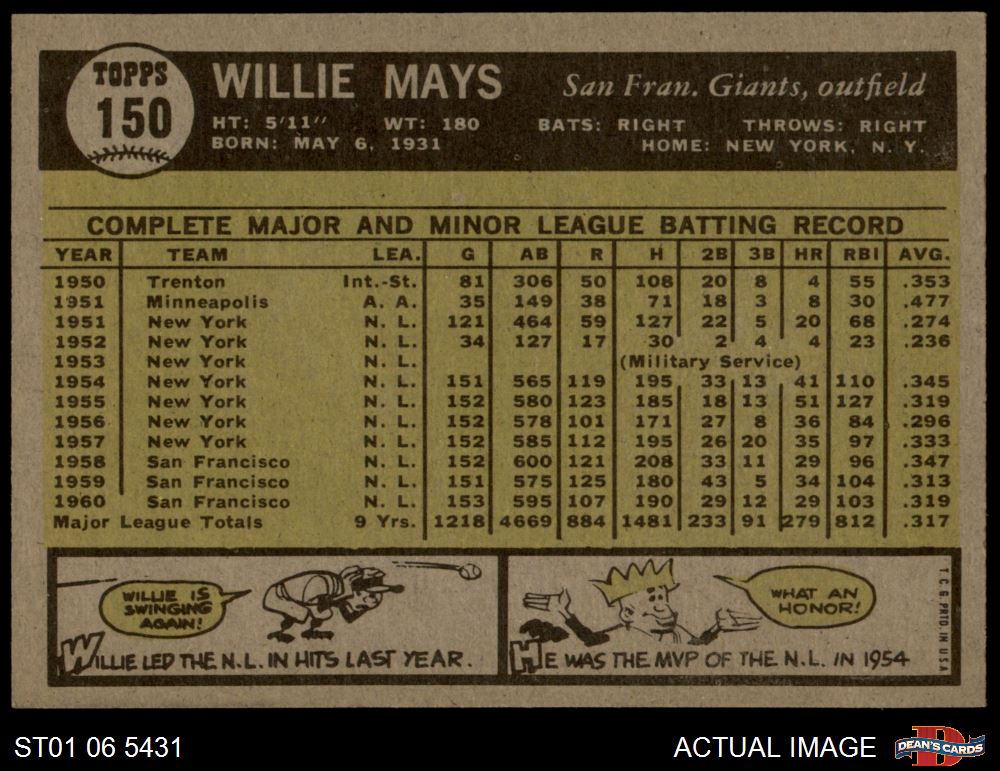 TOPPS
150
WILLIE MAYS San Fran. Giants, outfield
HT: 5'11" WT: 180 BATS: RIGHT THROWS: RIGHT
BORN: MAY 6, 1931 HOME: NEW YORK, N. Y.
COMPLETE MAJOR AND MINOR LEAGUE BATTING RECORD
YEAR TEAM LEA. G AB R H 2B 3B HR RBI AVG.
1950 Trenton Int.-St. 81 306 50 108 20 8 4 55 .353
1951 Minneapolis A. A. 35 149 38 71 18 3 8 30 .477
1951 New York N. L. 121 464 59 127 22 5 20 68 .274
1952 New York N. L. 34 127 17 30 2 4 4 23 .236
1953 New York N. L. (Military Service)
1954 New York N. L. 151 565 119 195 33 13 41 110 .345
1955 New York N. L. 152 580 123 185 18 13 51 127 .319
1956 New York N. L. 152 578 101 171 27 8 36 84 .296
1957 New York N. L. 152 585 112 195 26 20 35 97 .333
1958 San Francisco N. L. 152 600 121 208 33 11 29 96 .347
1959 San Francisco N. L. 151 575 125 180 43 5 34 104 .313
1960 San Francisco N. L. 153 595 107 190 29 12 29 103 .319
Major League Totals 9 Yrs. 1218 4669 884 1481 233 91 279 812 .317
WILLIE IS
SWINGING
AGAIN!
WILLIE LED THE N.L. IN HITS LAST YEAR.
WHAT AN
HONOR!
HE WAS THE MVP OF THE N.L. IN 1954
T.C.G. PRTD. IN U.S.A.
ST01 06 5431
ACTUAL IMAGE
D
DEAN'S CARDS